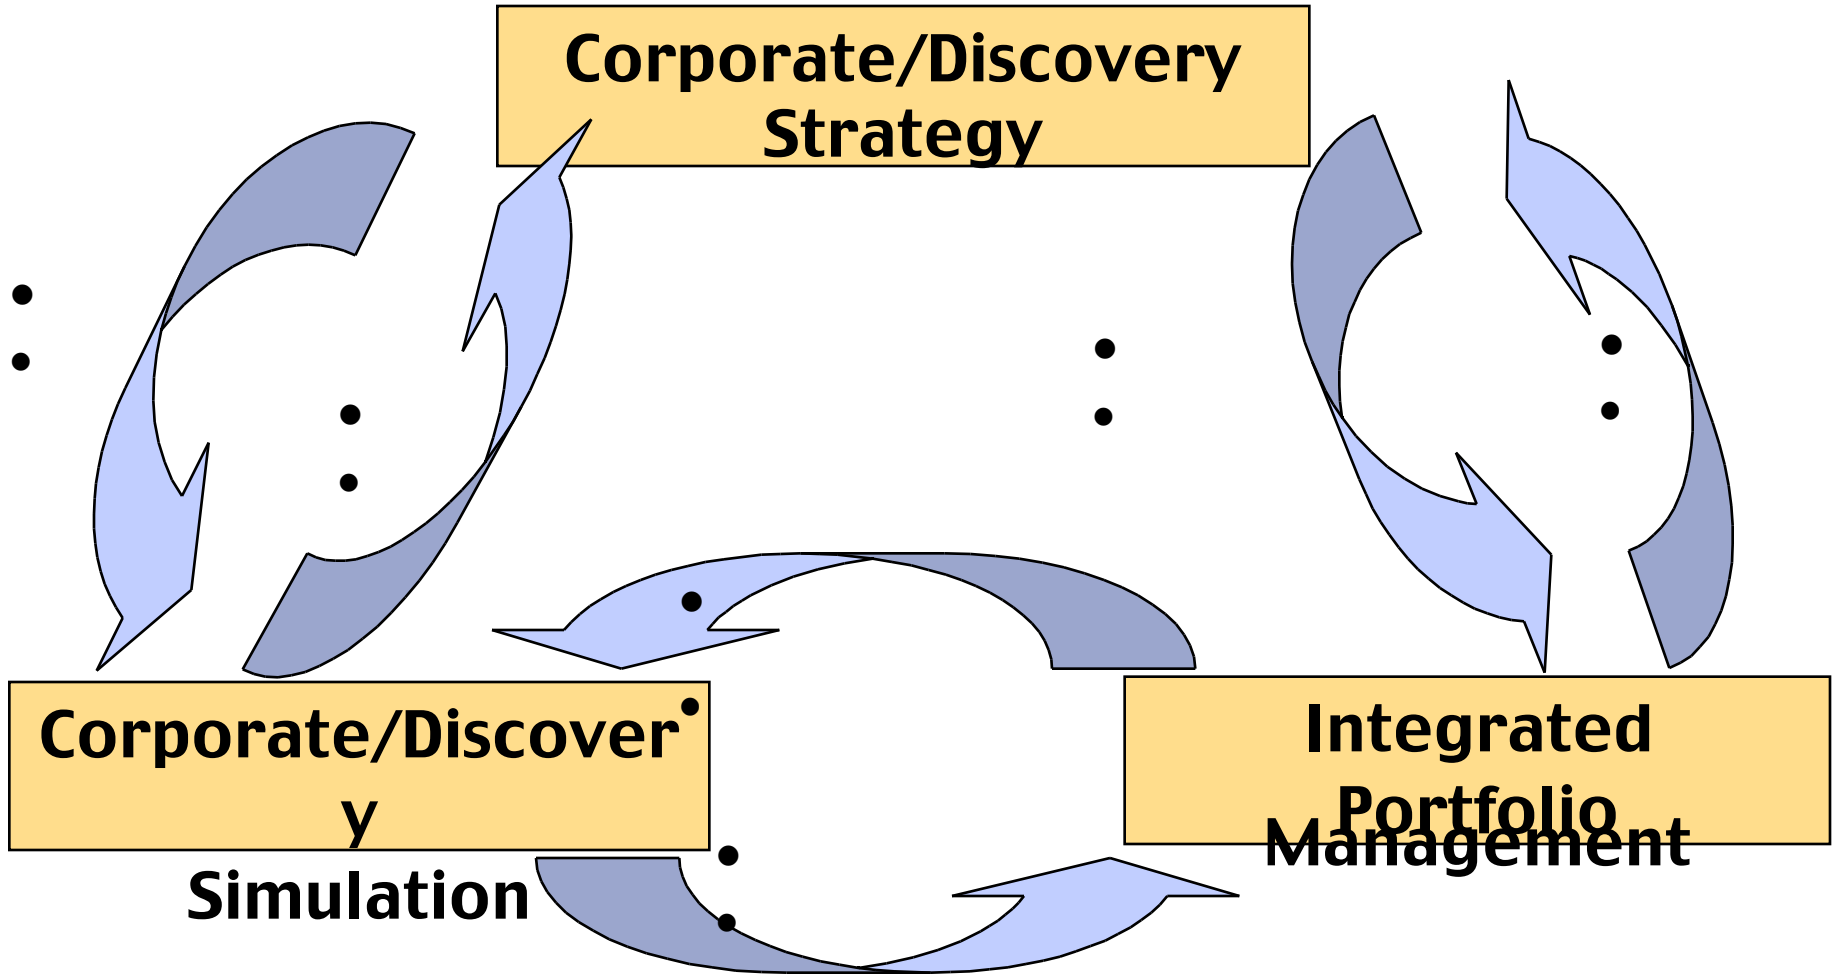 Corporate/Discovery
Strategy
•
•
•
•
•
•
•
•
•
Corporate/Discover
y
Simulation
•
Integrated
Portfolio
Management
•
•